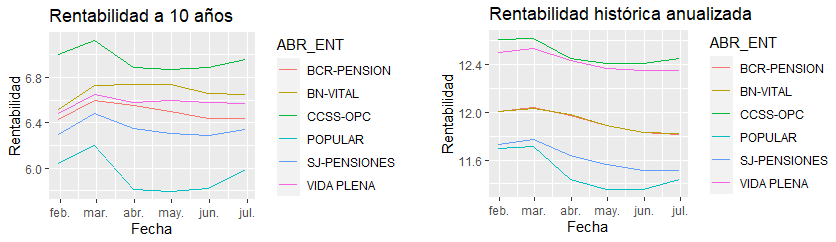 Rentabilidad a 10 años
Rentabilidad
6.8
6.4
6.0
feb. mar. abr. may. jun. jul.
Fecha
ABR_ENT
BCR-PENSION
BN-VITAL
CCSS-OPC
POPULAR
SJ-PENSIONES
VIDA PLENA
Rentabilidad histórica anualizada
Rentabilidad
12.4
12.0
11.6
feb. mar. abr. may. jun. jul.
Fecha
ABR_ENT
BCR-PENSION
BN-VITAL
CCSS-OPC
POPULAR
SJ-PENSIONES
VIDA PLENA